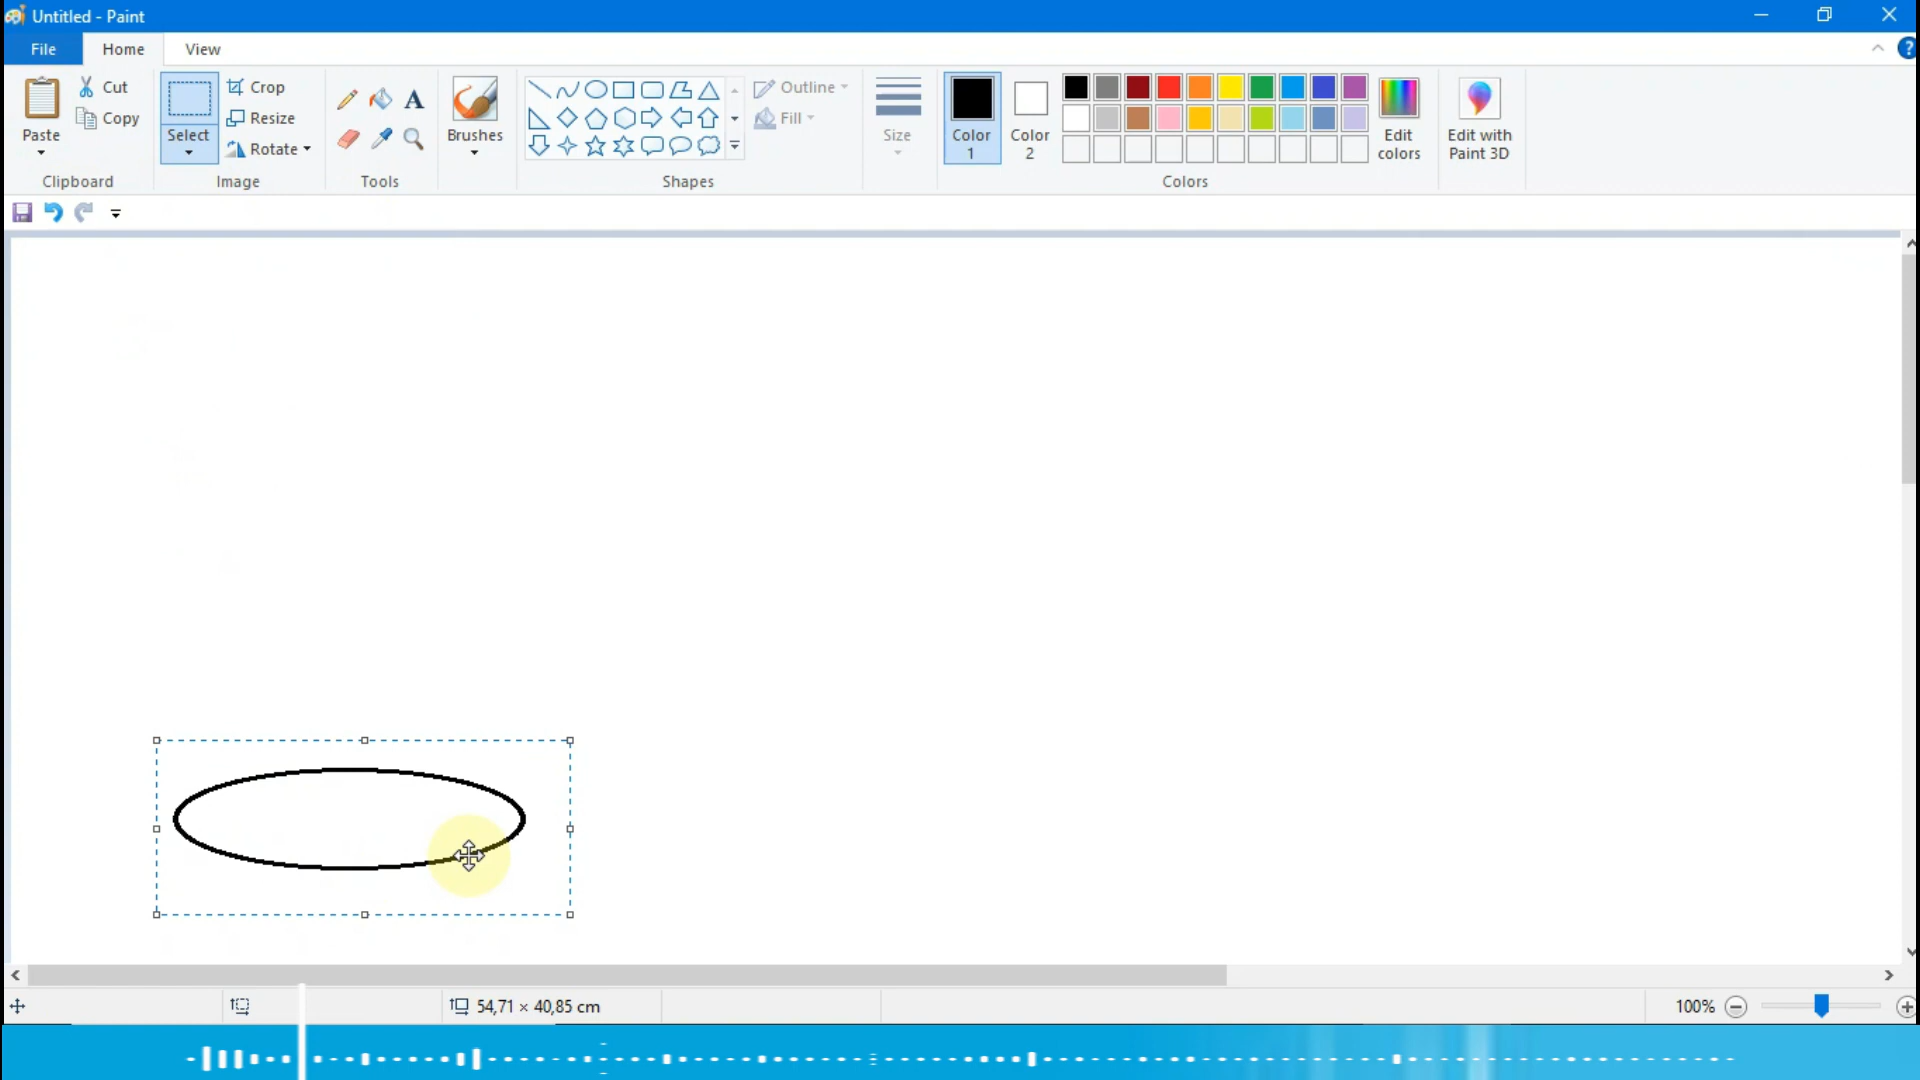 Untitled - Paint
File Home View ?
Paste Cut Copy Clipboard
Select Crop Resize Rotate Image
A Tools
Brushes
Shapes
Outline Fill
Size
Color 1 Color 2 Colors
Edit colors
Edit with Paint 3D
54,71 × 40,85 cm 100%